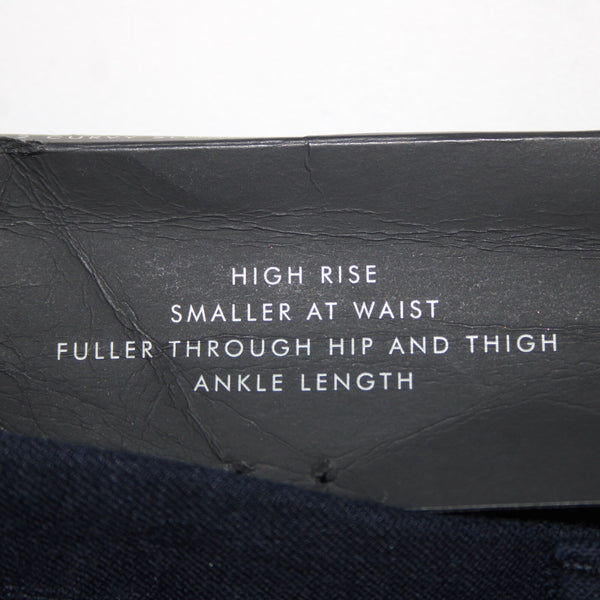 HIGH RISE
SMALLER AT WAIST
FULLER THROUGH HIP AND THIGH
ANKLE LENGTH